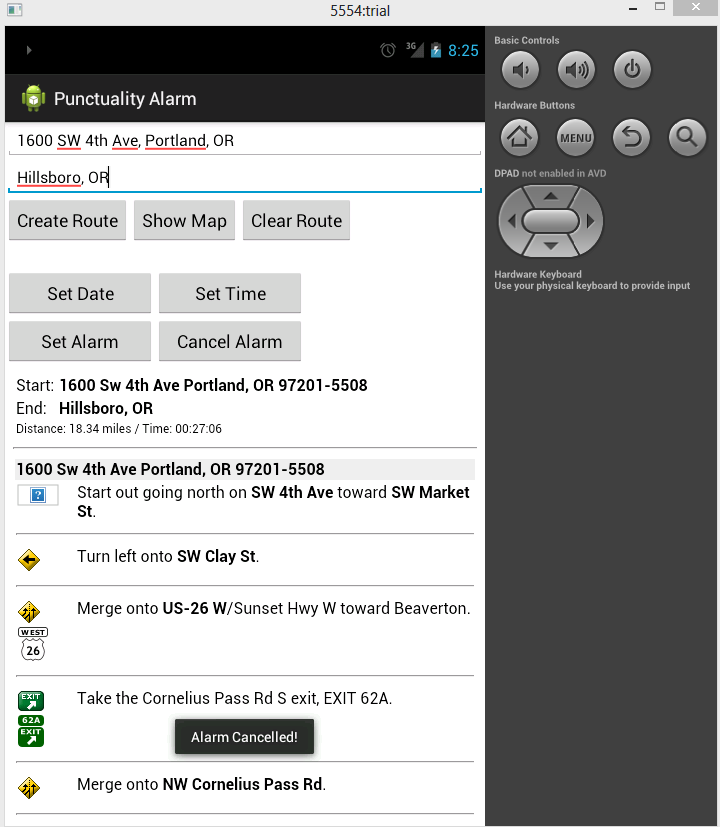 5554:trial
3G 8:25
Basic Controls
Punctuality Alarm
Hardware Buttons
MENU
1600 SW 4th Ave, Portland, OR
Hillsboro, OR
DPAD not enabled in AVD
Create Route Show Map Clear Route
Hardware Keyboard
Use your physical keyboard to provide input
Set Date Set Time
Set Alarm Cancel Alarm
Start: 1600 Sw 4th Ave Portland, OR 97201-5508
End: Hillsboro, OR
Distance: 18.34 miles / Time: 00:27:06
1600 Sw 4th Ave Portland, OR 97201-5508
?
Start out going north on SW 4th Ave toward SW Market
St.
Turn left onto SW Clay St.
Merge onto US-26 W/Sunset Hwy W toward Beaverton.
WEST
26
Take the Cornelius Pass Rd S exit, EXIT 62A.
EXIT
62A
EXIT
Alarm Cancelled!
Merge onto NW Cornelius Pass Rd.